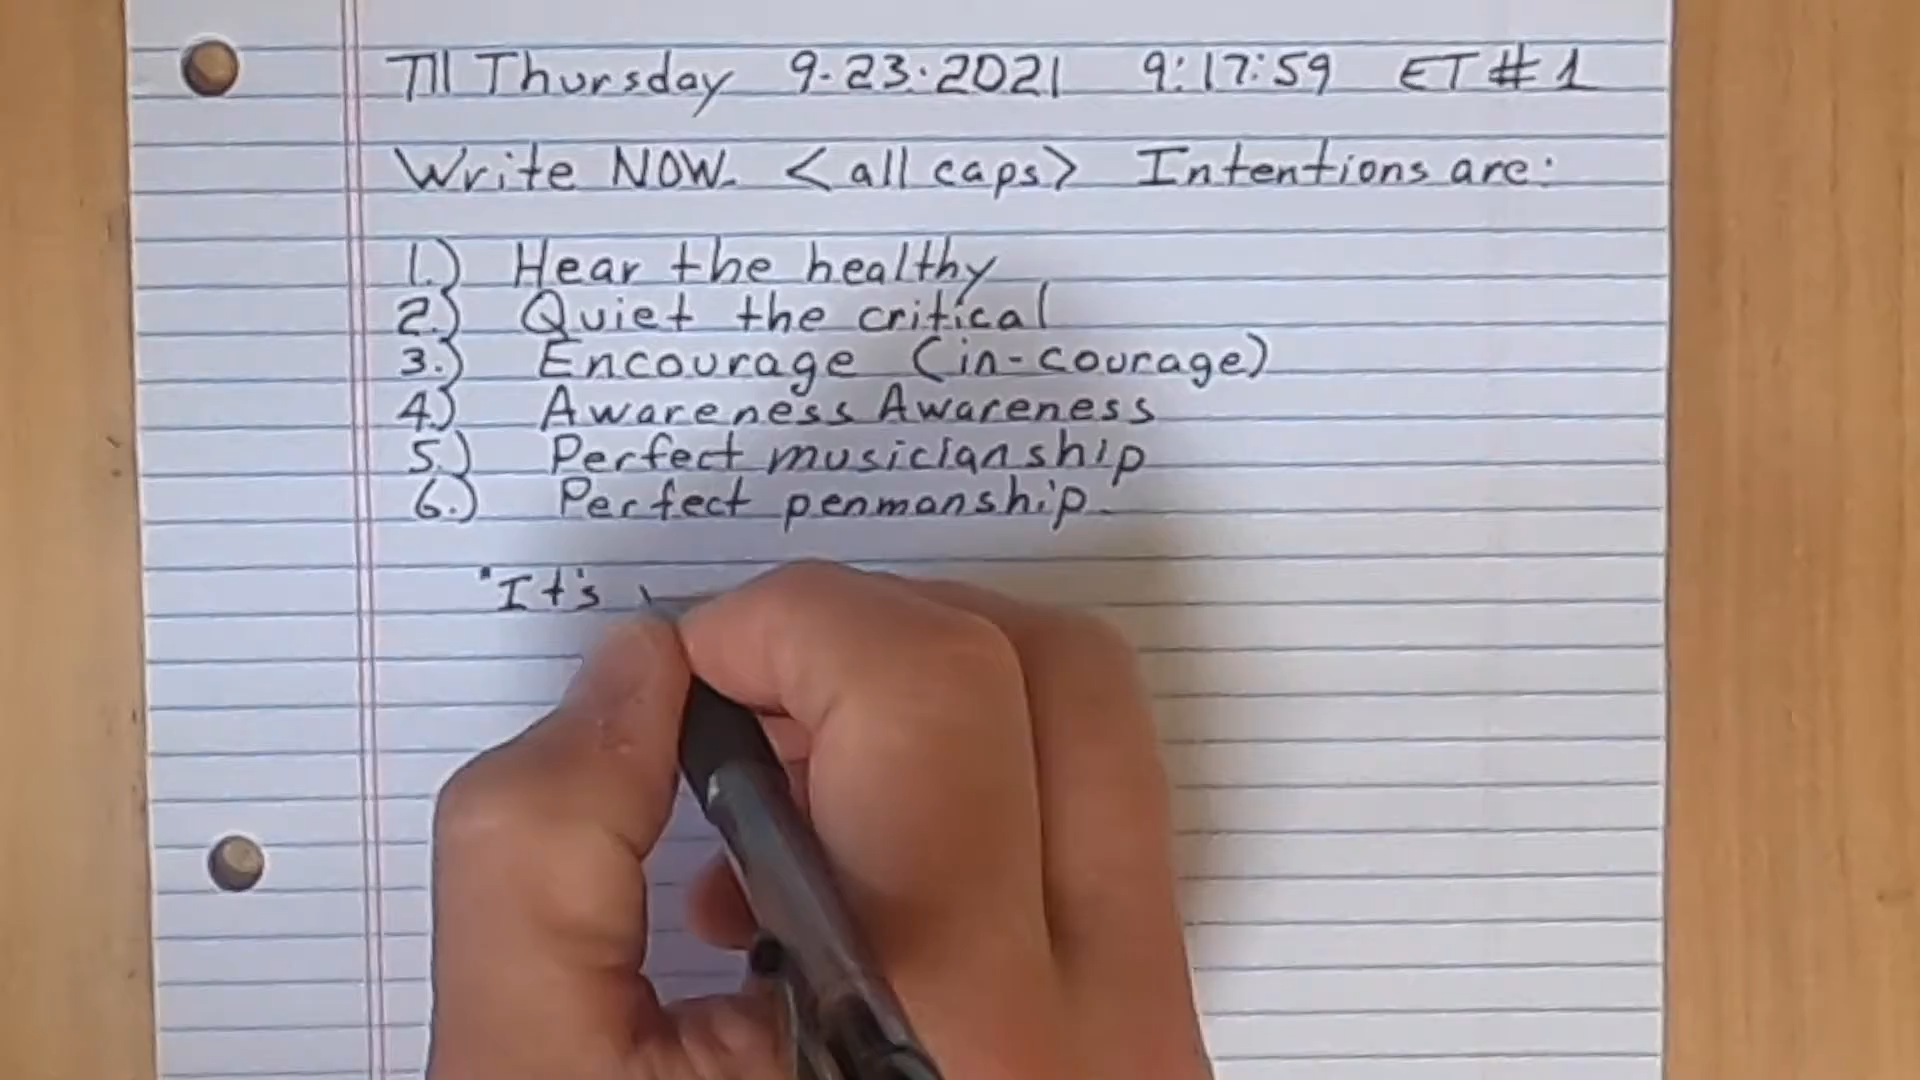 T11 Thursday 9-23-2021 9:17:59 ET #1
Write NOW. <all caps> Intentions are:
1.) Hear the healthy
2.) Quiet the critical
3.) Encourage (in-courage)
4.) Awareness Awareness
5.) Perfect musicianship
6.) Perfect penmanship.
"It's